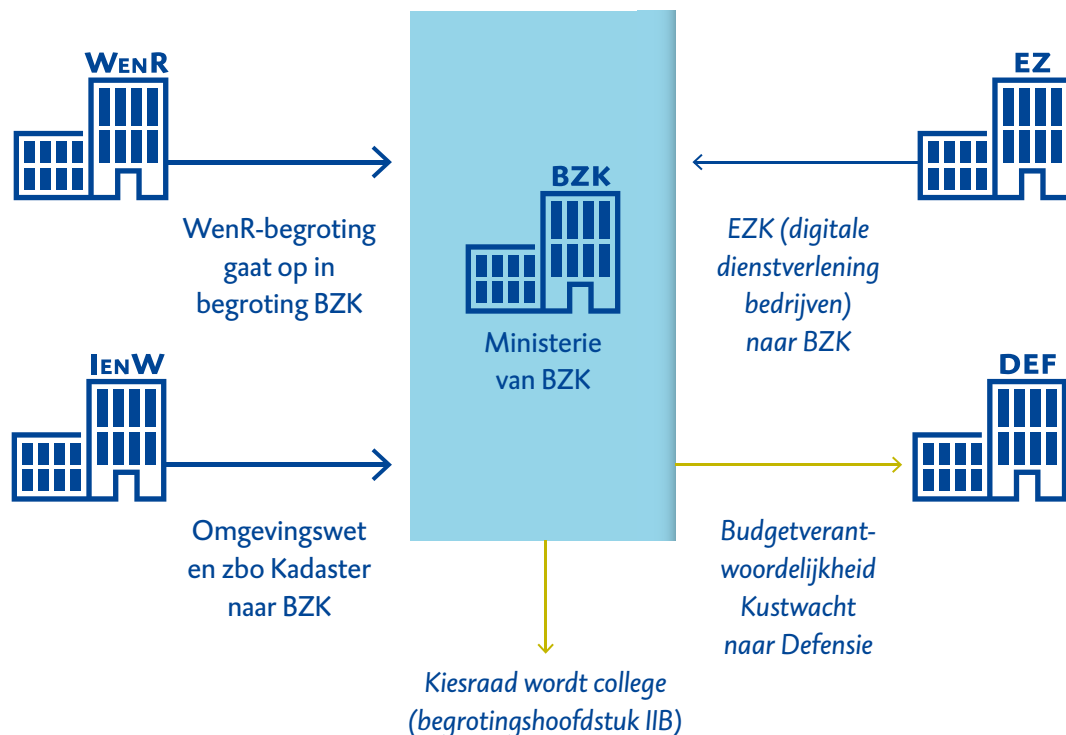 WENR
WenR-begroting
gaat op in
begroting BZK
IENW
Omgevingswet
en zbo Kadaster
naar BZK
BZK
Ministerie
van BZK
Kiesraad wordt college
(begrotingshoofdstuk IIB)
EZ
EZK (digitale
dienstverlening
bedrijven)
naar BZK
DEF
Budgetverant-
woordelijkheid
Kustwacht
naar Defensie